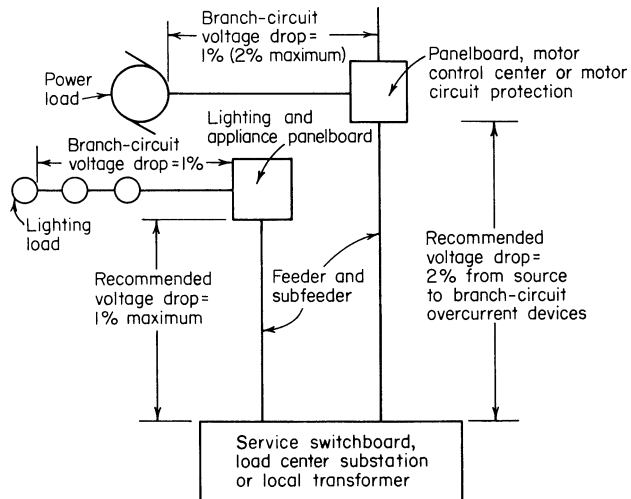 Branch-circuit
voltage drop=
1% (2% maximum)
Panelboard, motor
control center or motor
circuit protection
Power
load
Lighting and
appliance panelboard
Branch-circuit
voltage drop=1%
Lighting
load
Recommended
voltage drop=
1% maximum
Feeder and
subfeeder
Recommended
voltage drop=
2% from source
to branch-circuit
overcurrent devices
Service switchboard,
load center substation
or local transformer